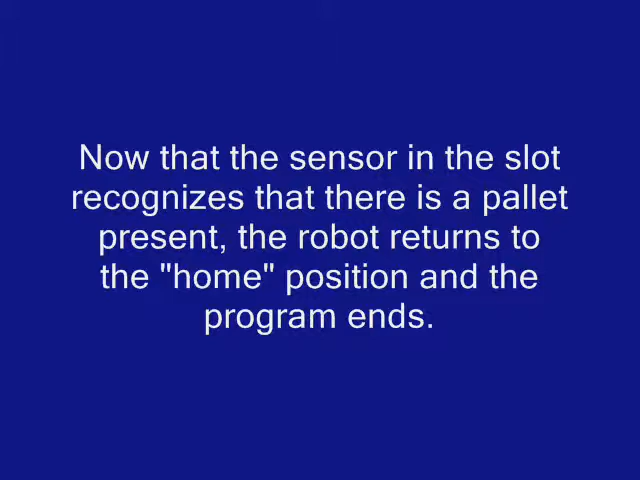 Now that the sensor in the slot
recognizes that there is a pallet
present, the robot returns to
the "home" position and the
program ends.